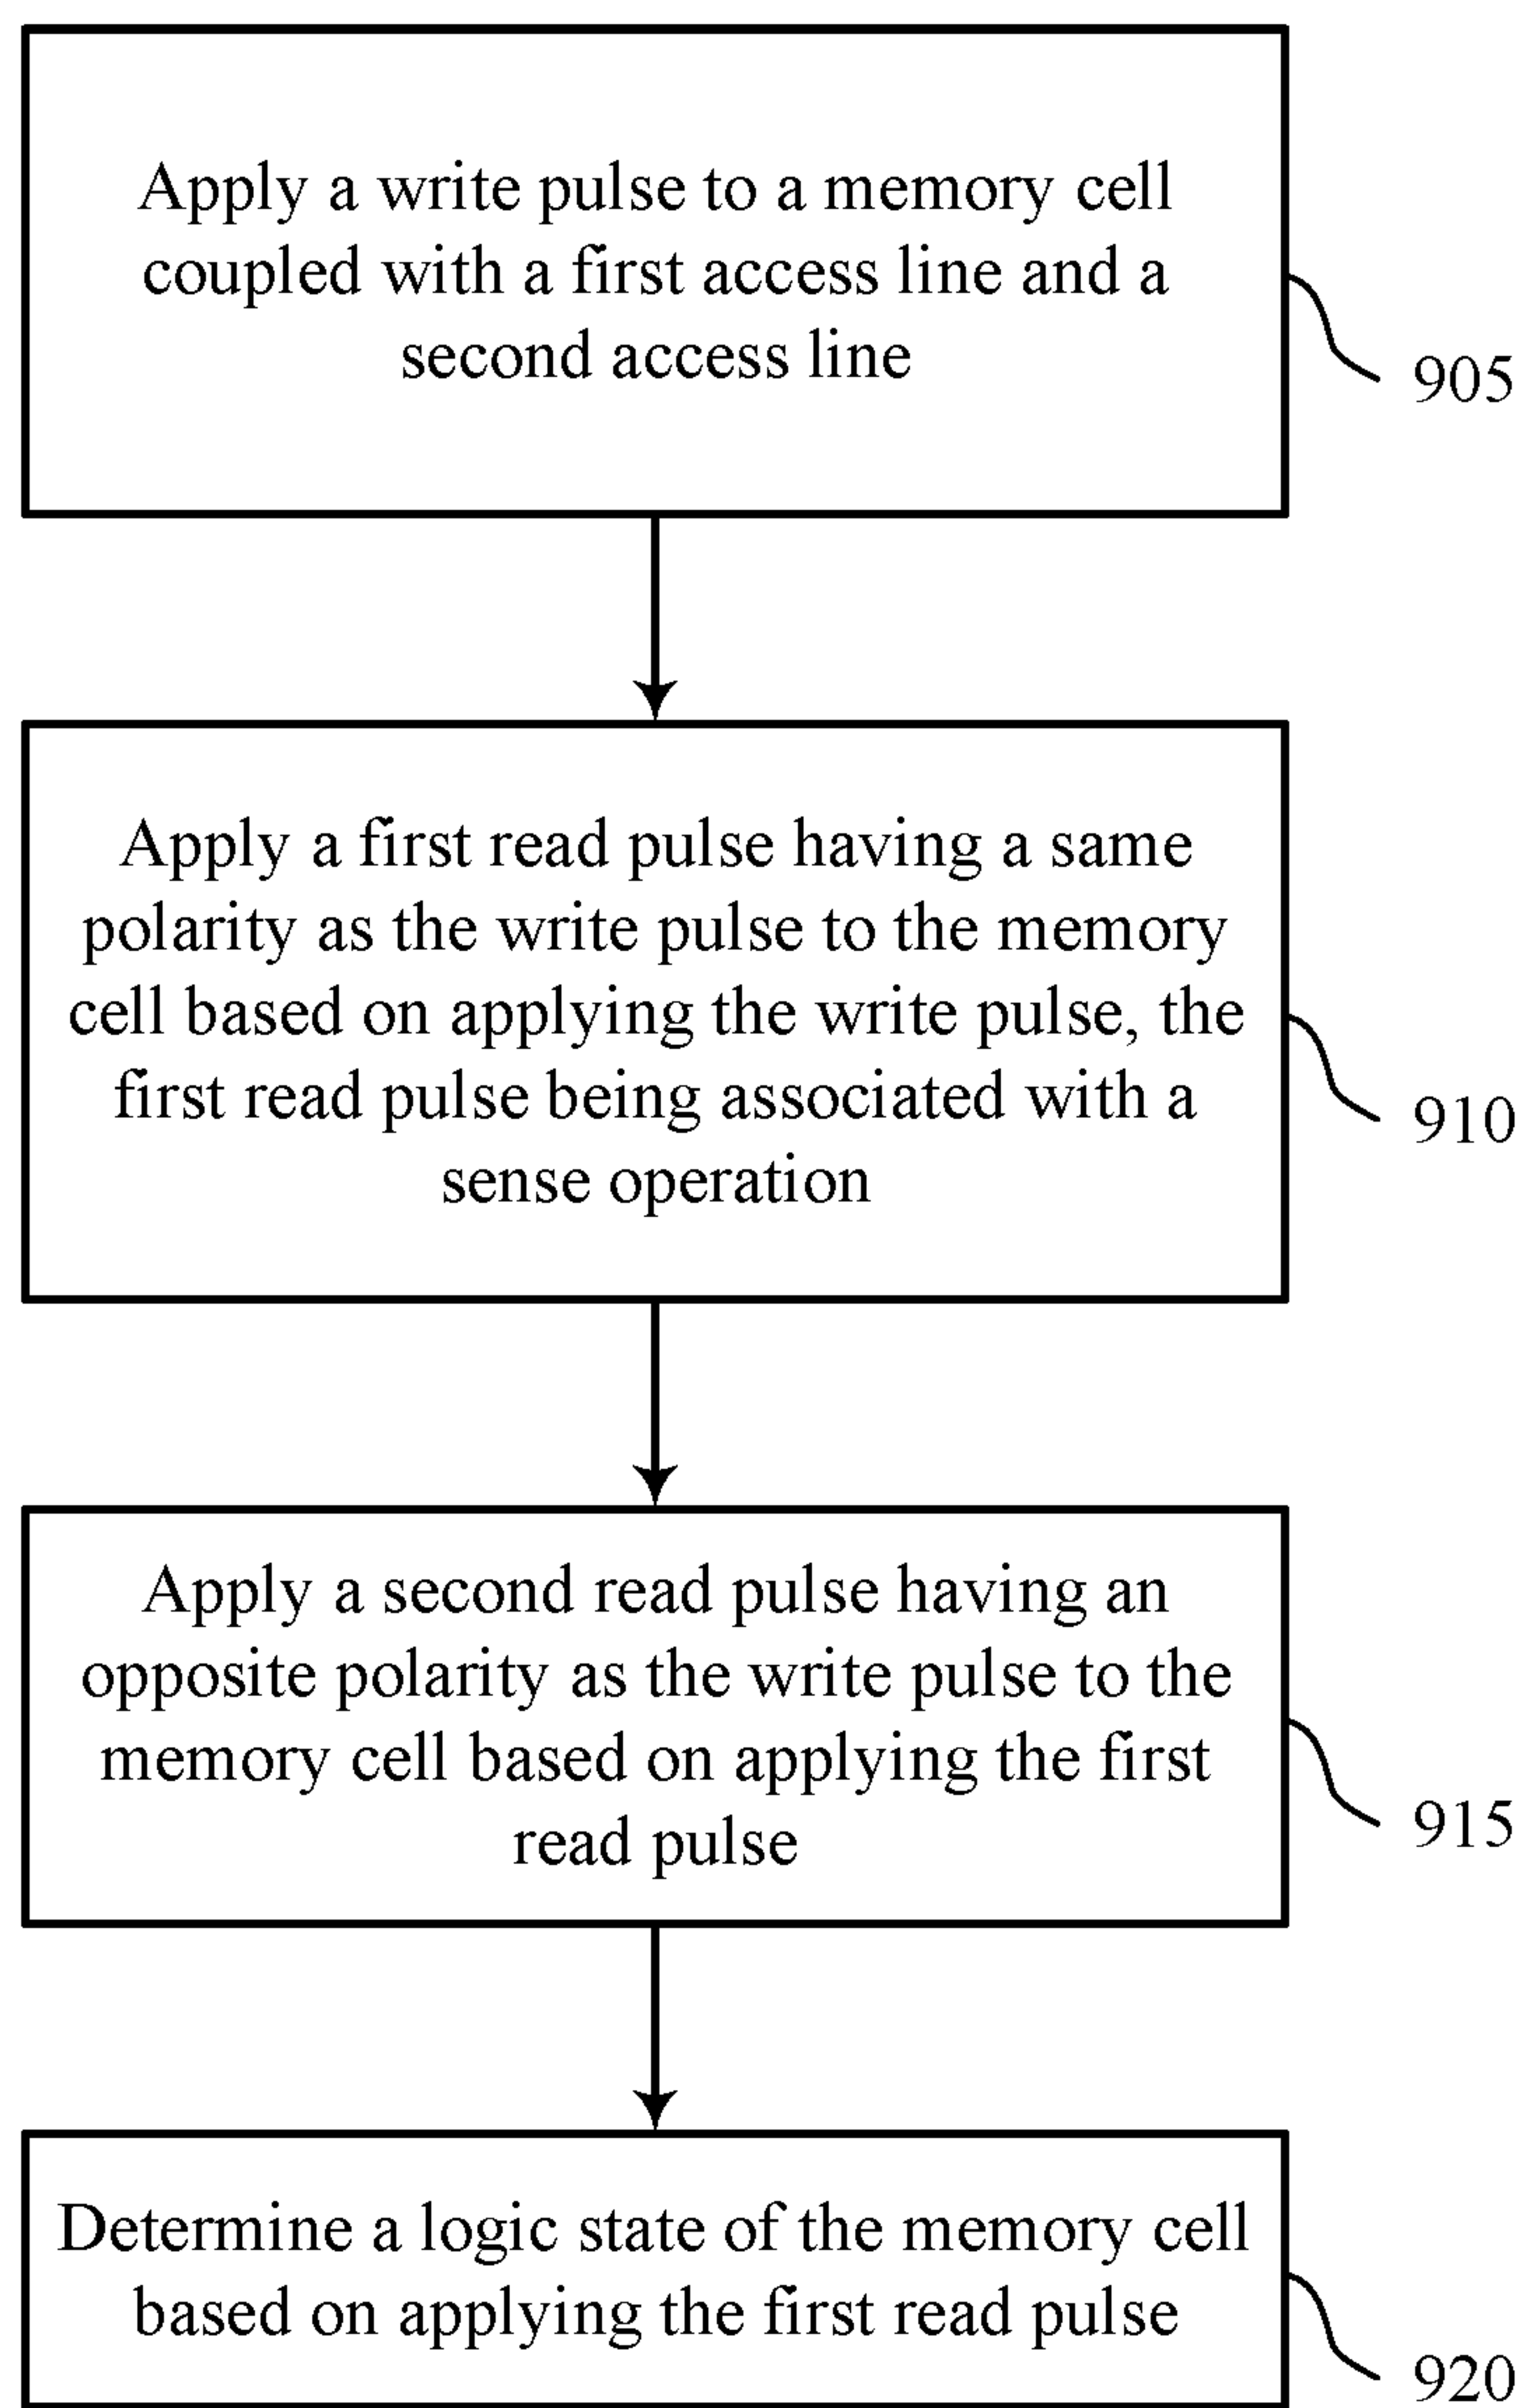 Apply a write pulse to a memory cell
coupled with a first access line and a
second access line
905
Apply a first read pulse having a same
polarity as the write pulse to the memory
cell based on applying the write pulse, the
first read pulse being associated with a
sense operation
910
Apply a second read pulse having an
opposite polarity as the write pulse to the
memory cell based on applying the first
read pulse
915
Determine a logic state of the memory cell
based on applying the first read pulse
920